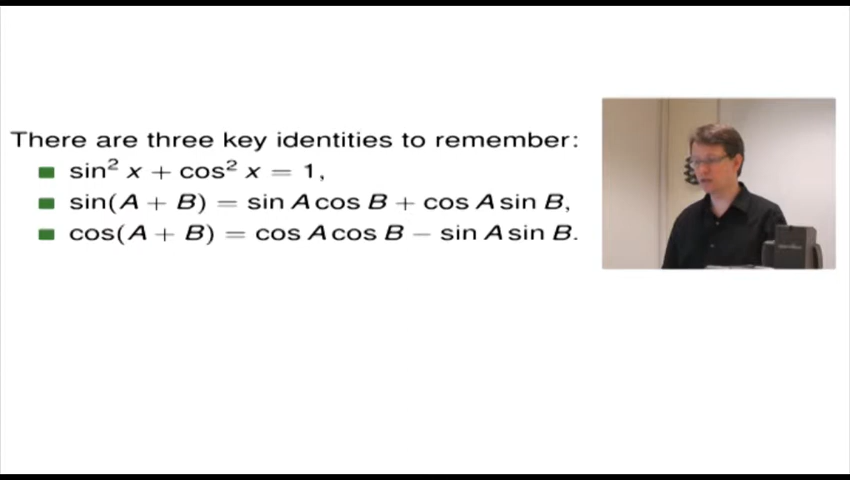 There are three key identities to remember:
sin² x + cos² x = 1,
sin(A + B) = sin A cos B + cos A sin B,
cos(A + B) = cos A cos B − sin A sin B.